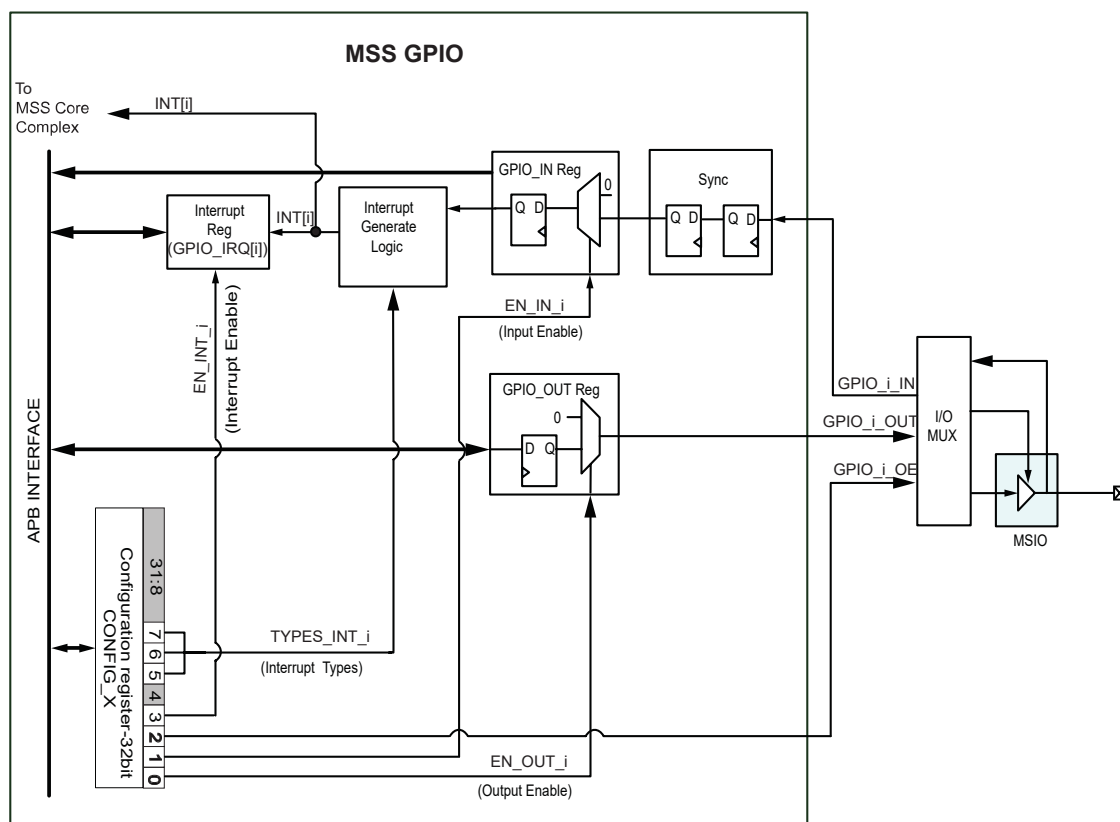 MSS GPIO
To
MSS Core
Complex
INT[i]
GPIO_IN Reg
0
Q D
Sync
Q D
Q D
Interrupt
Reg
(GPIO_IRQ[i])
INT[i]
Interrupt
Generate
Logic
EN_INT_i
(Interrupt Enable)
EN_IN_i
(Input Enable)
GPIO_OUT Reg
0
D Q
GPIO_i_IN
GPIO_i_OUT
GPIO_i_OE
I/O
MUX
MSIO
APB INTERFACE
Configuration register-32bit
CONFIG_X
31:8
7
6
5
4
3
2
1
0
TYPES_INT_i
(Interrupt Types)
EN_OUT_i
(Output Enable)